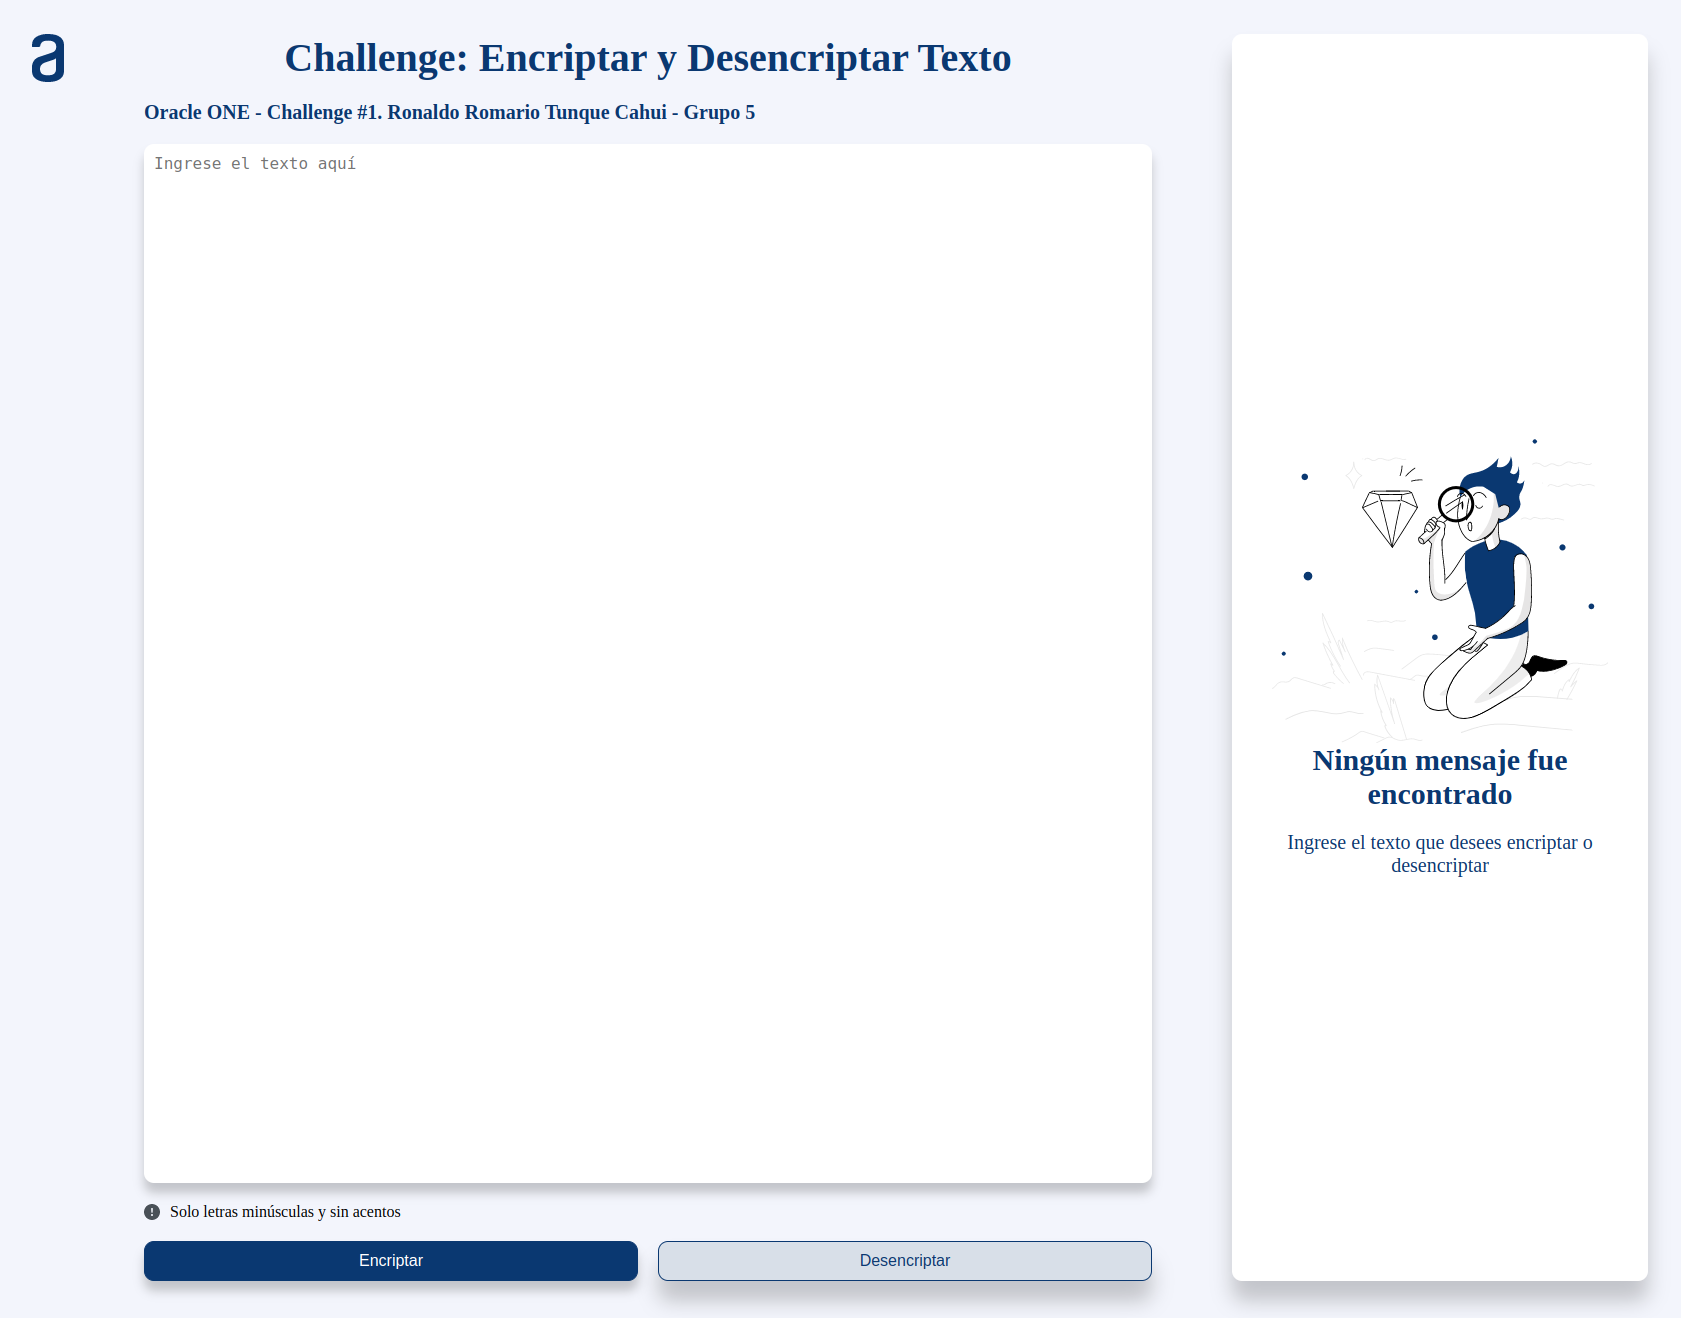 Challenge: Encriptar y Desencriptar Texto
Oracle ONE - Challenge #1. Ronaldo Romario Tunque Cahui - Grupo 5
Ingrese el texto aquí
Solo letras minúsculas y sin acentos
Encriptar
Desencriptar
Ningún mensaje fue
encontrado
Ingrese el texto que desees encriptar o
desencriptar